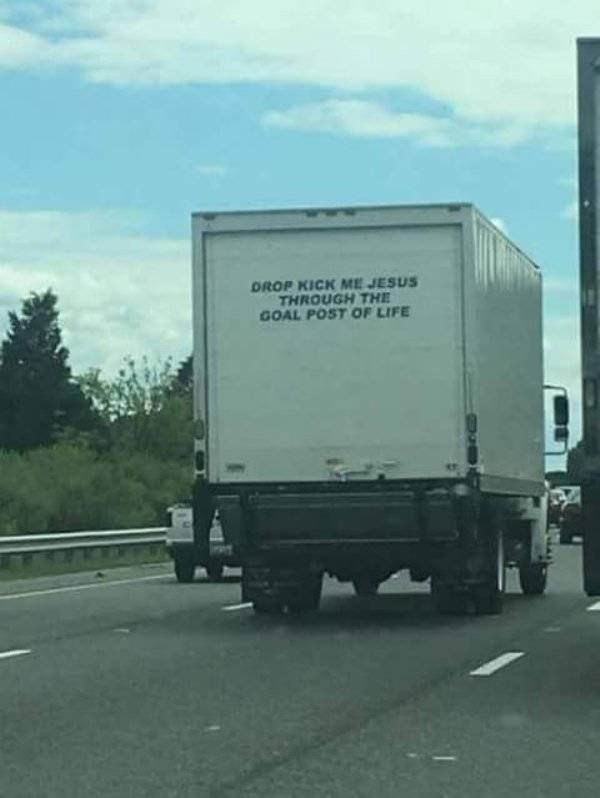 DROP KICK ME JESUS
THROUGH THE
GOAL POST OF LIFE